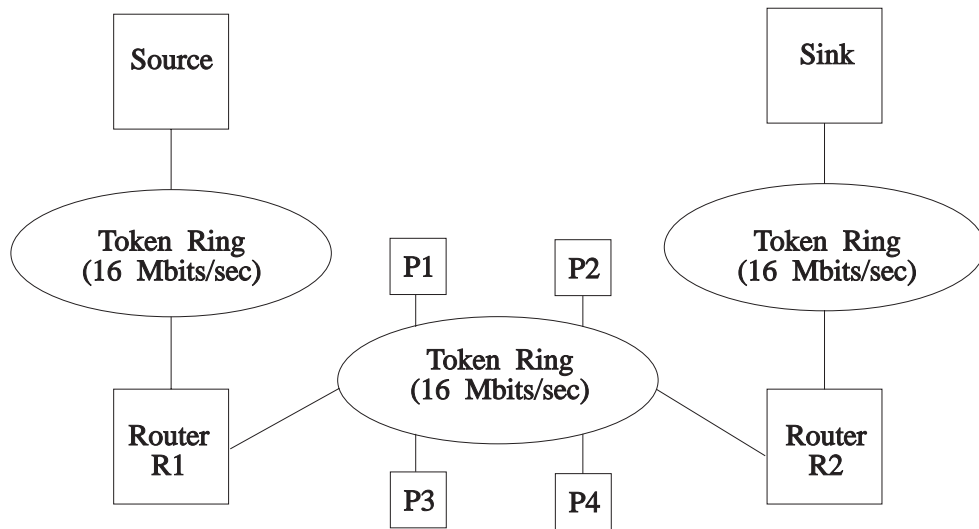 Source
Sink
Token Ring
(16 Mbits/sec)
Token Ring
(16 Mbits/sec)
P1
P2
Token Ring
(16 Mbits/sec)
Router
R1
Router
R2
P3
P4